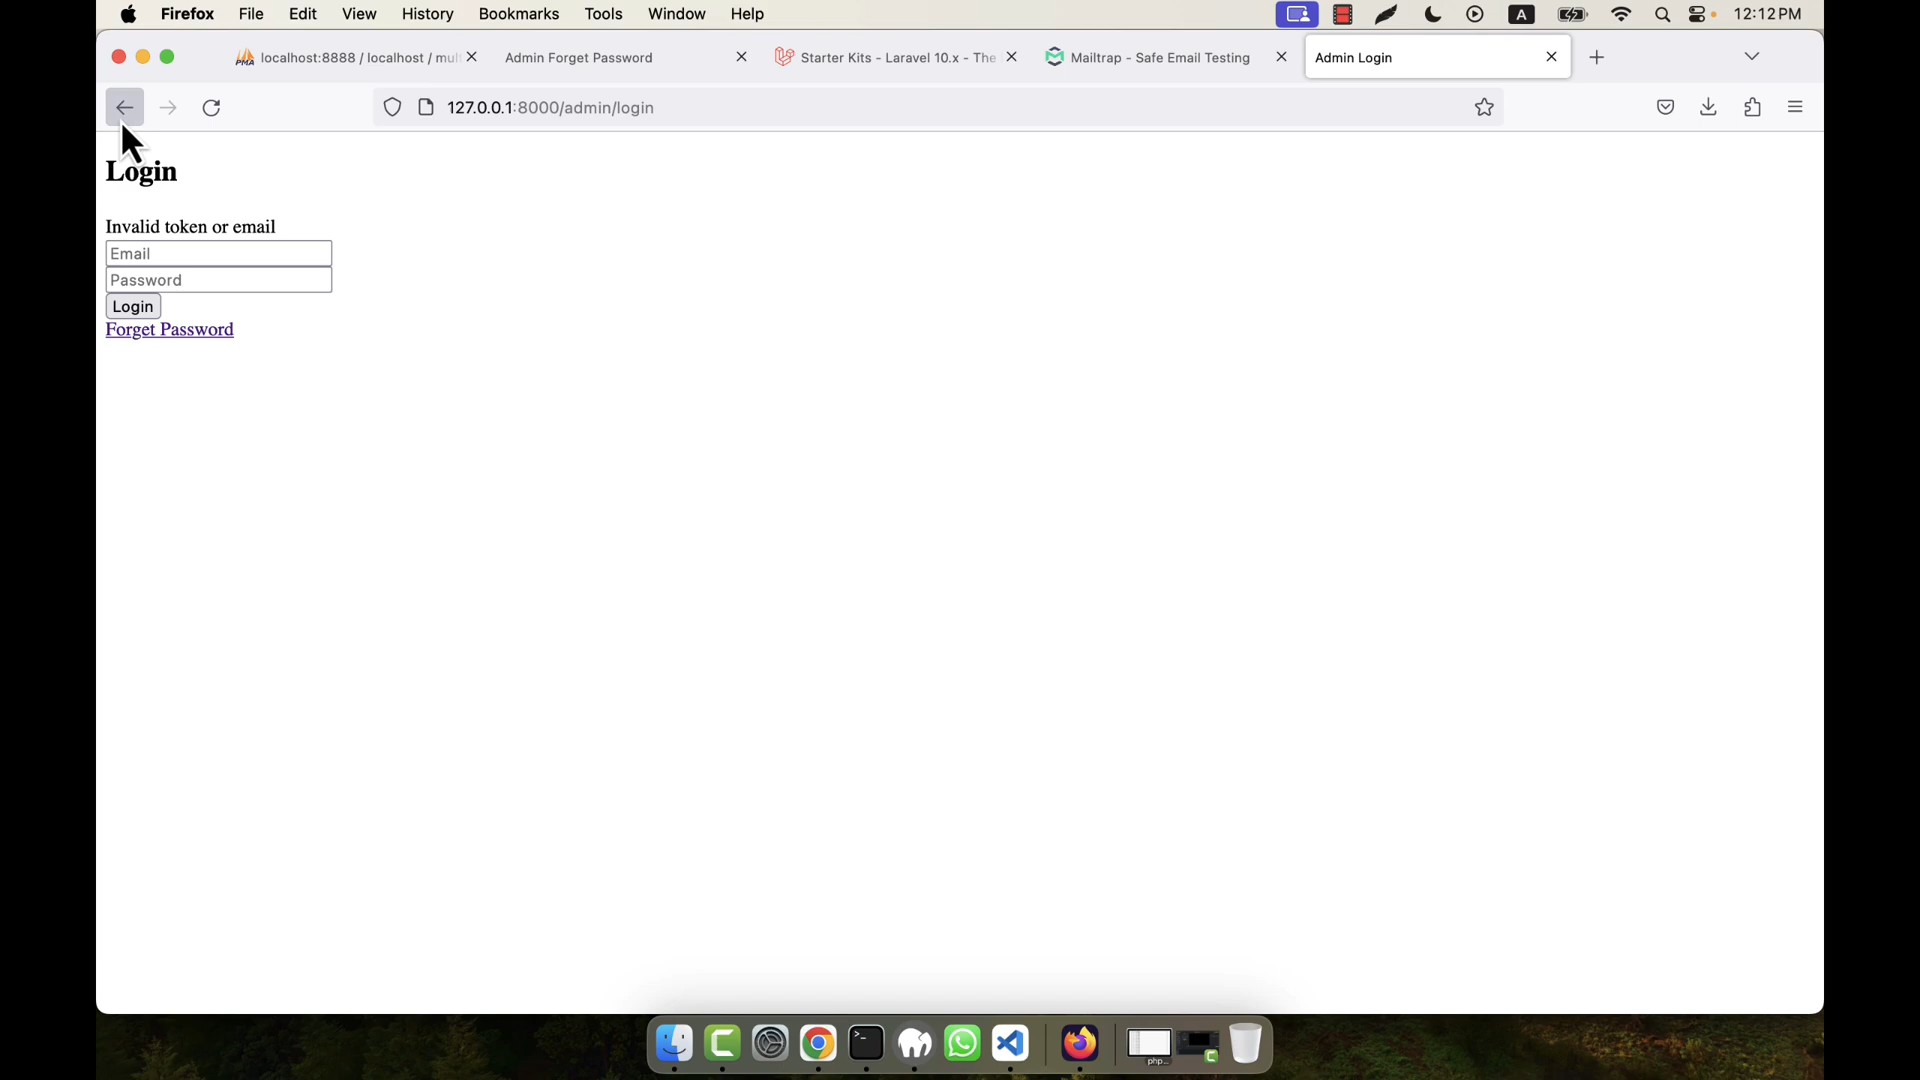 Firefox File Edit View History Bookmarks Tools Window Help A 12:12 PM
localhost:8888 / localhost / mul Admin Forget Password Starter Kits - Laravel 10.x - The Mailtrap - Safe Email Testing Admin Login
127.0.0.1:8000/admin/login
Login
Invalid token or email
Email
Password
Login
Forget Password
php...